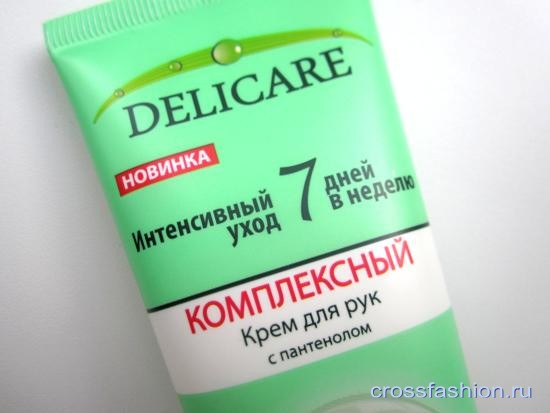 DELICARE
НОВИНКА
Интенсивный уход 7 дней в неделю
КОМПЛЕКСНЫЙ
Крем для рук
с пантенолом
crossfashion.ru